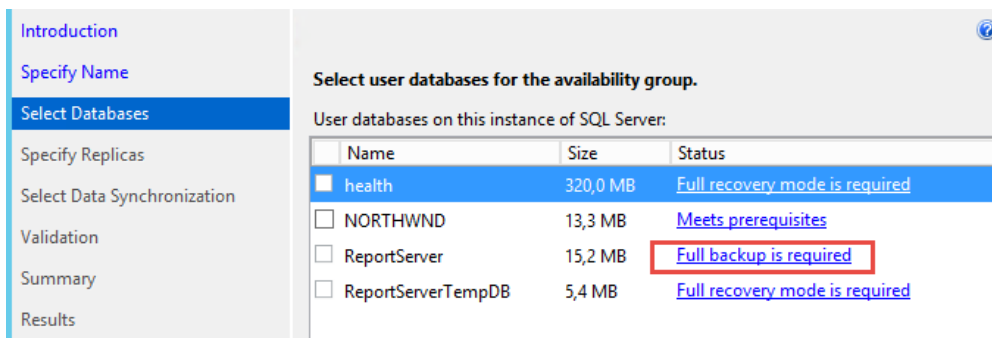 Introduction
Specify Name
Select Databases
Specify Replicas
Select Data Synchronization
Validation
Summary
Results
?
Select user databases for the availability group.
User databases on this instance of SQL Server:
Name Size Status
health 320,0 MB Full recovery mode is required
NORTHWND 13,3 MB Meets prerequisites
ReportServer 15,2 MB Full backup is required
ReportServerTempDB 5,4 MB Full recovery mode is required